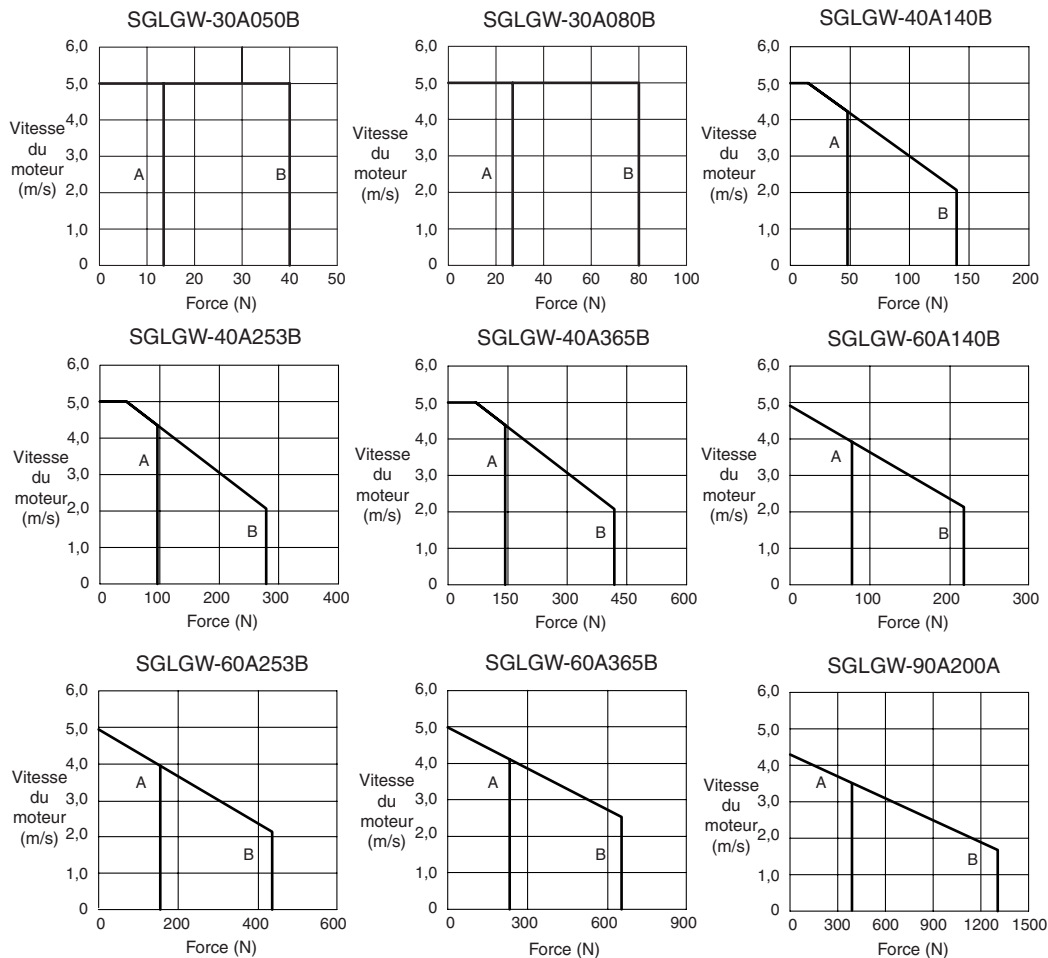 SGLGW-30A050B
6,0
5,0
4,0
3,0
2,0
1,0
0
Vitesse
du
moteur
(m/s)
A
B
0 10 20 30 40 50
Force (N)
SGLGW-30A080B
6,0
5,0
4,0
3,0
2,0
1,0
0
Vitesse
du
moteur
(m/s)
A
B
0 20 40 60 80 100
Force (N)
SGLGW-40A140B
6,0
5,0
4,0
3,0
2,0
1,0
0
Vitesse
du
moteur
(m/s)
A
B
0 50 100 150 200
Force (N)
SGLGW-40A253B
6,0
5,0
4,0
3,0
2,0
1,0
0
Vitesse
du
moteur
(m/s)
A
B
0 100 200 300 400
Force (N)
SGLGW-40A365B
6,0
5,0
4,0
3,0
2,0
1,0
0
Vitesse
du
moteur
(m/s)
A
B
0 150 300 450 600
Force (N)
SGLGW-60A140B
6,0
5,0
4,0
3,0
2,0
1,0
0
Vitesse
du
moteur
(m/s)
A
B
0 100 200 300
Force (N)
SGLGW-60A253B
6,0
5,0
4,0
3,0
2,0
1,0
0
Vitesse
du
moteur
(m/s)
A
B
0 200 400 600
Force (N)
SGLGW-60A365B
6,0
5,0
4,0
3,0
2,0
1,0
0
Vitesse
du
moteur
(m/s)
A
B
0 300 600 900
Force (N)
SGLGW-90A200A
6,0
5,0
4,0
3,0
2,0
1,0
0
Vitesse
du
moteur
(m/s)
A
B
0 300 600 900 1200 1500
Force (N)